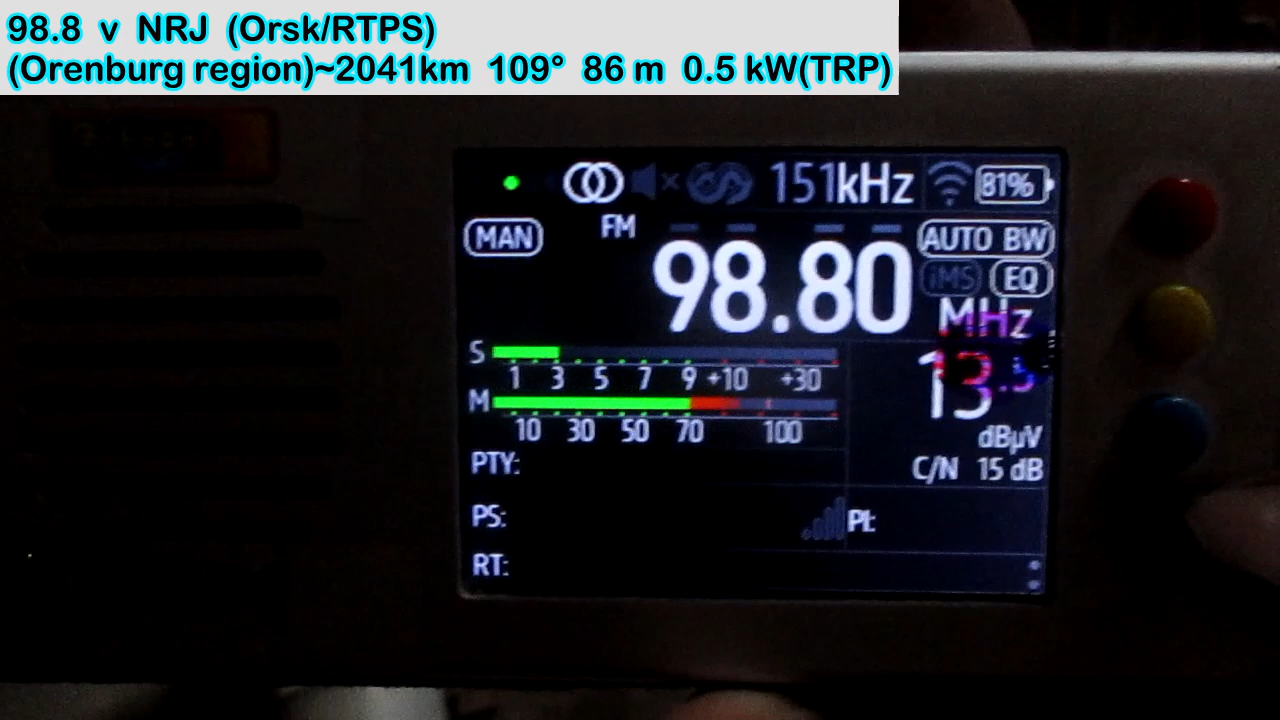 98.8 v NRJ (Orsk/RTPS)
(Orenburg region)~2041km 109° 86 m 0.5 kW(TRP)
151kHz 81%
MAN FM AUTO BW
98.80 iMS EQ
MHz
S
1 3 5 7 9 +10 +30
13.5
M
10 30 50 70 100
dBµV
PTY: C/N 15 dB
PS: PI:
RT: